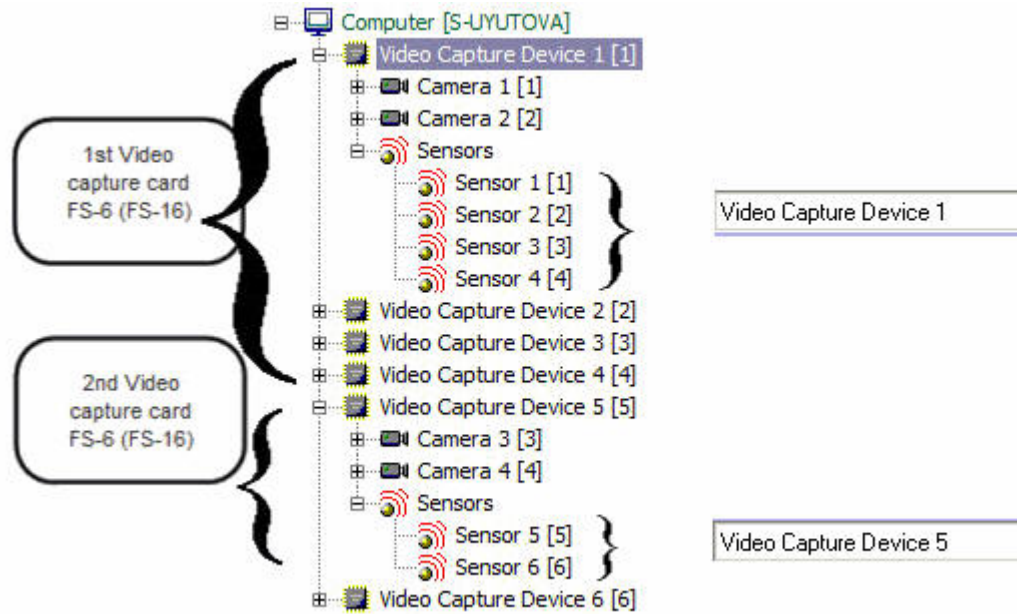 Computer [S-UYUTOVA]
Video Capture Device 1 [1]
Camera 1 [1]
Camera 2 [2]
1st Video
capture card
FS-6 (FS-16)
Sensors
Sensor 1 [1]
Sensor 2 [2]
Sensor 3 [3]
Sensor 4 [4]
Video Capture Device 1
Video Capture Device 2 [2]
Video Capture Device 3 [3]
Video Capture Device 4 [4]
2nd Video
capture card
FS-6 (FS-16)
Video Capture Device 5 [5]
Camera 3 [3]
Camera 4 [4]
Sensors
Sensor 5 [5]
Sensor 6 [6]
Video Capture Device 5
Video Capture Device 6 [6]